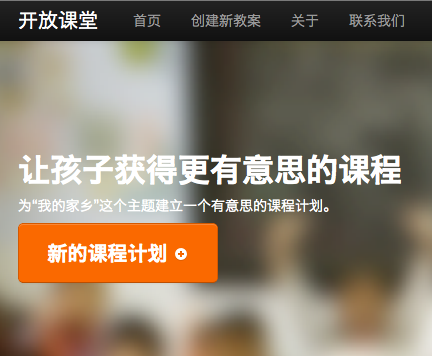 开放课堂 首页 创建新教案 关于 联系我们
让孩子获得更有意思的课程
为“我的家乡”这个主题建立一个有意思的课程计划。
新的课程计划